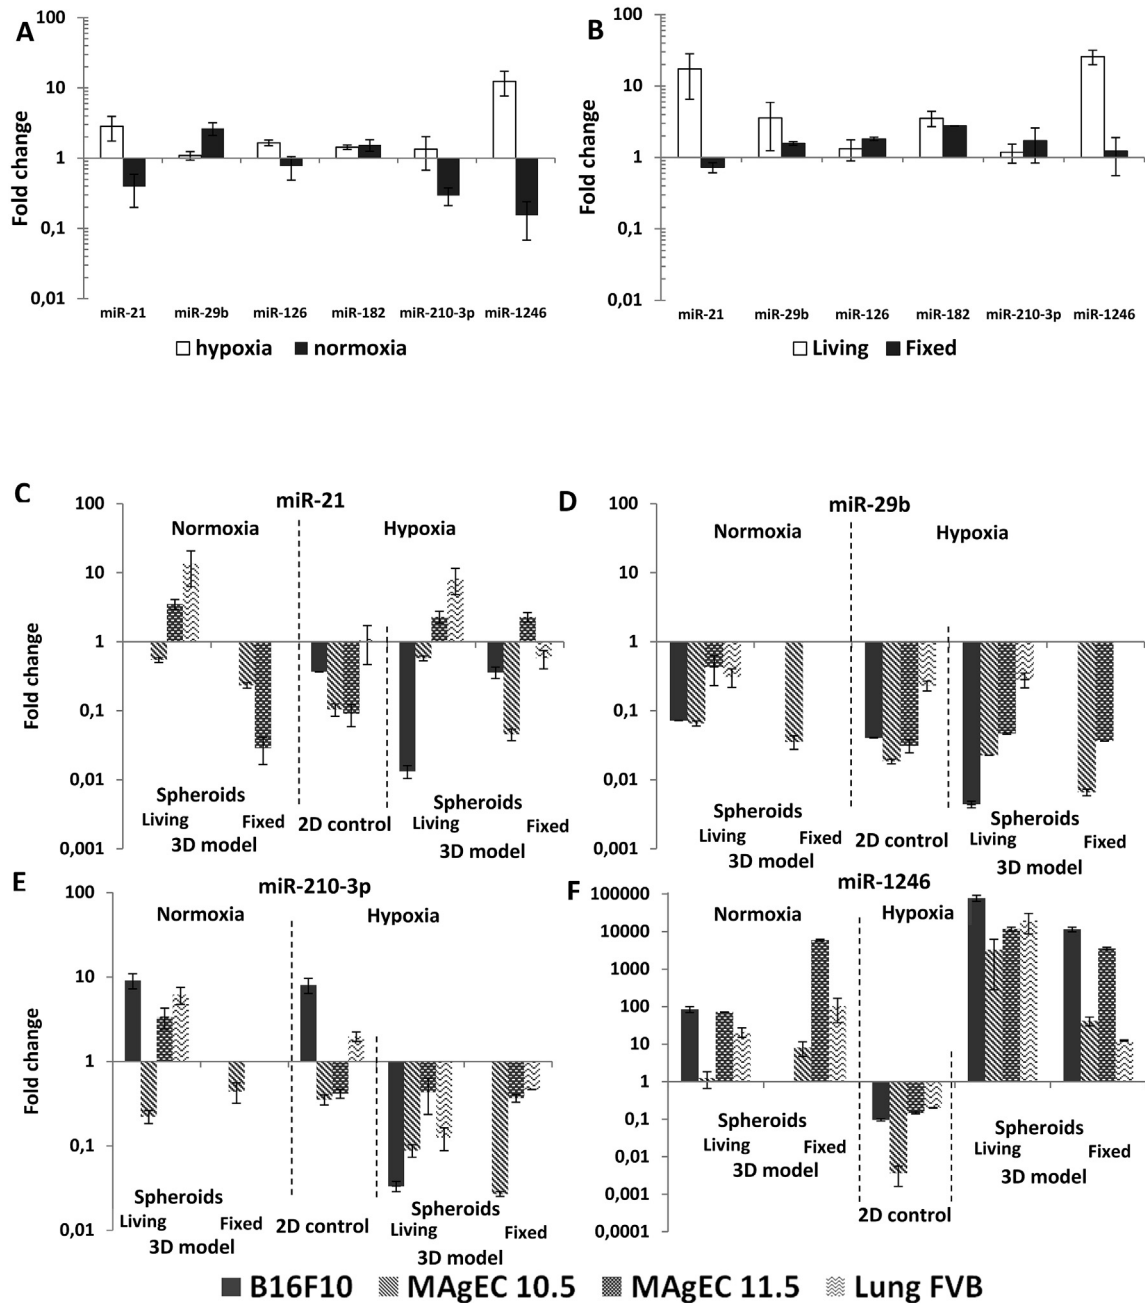 A
Fold change
100
10
1
0,1
0,01
miR-21 miR-29b miR-126 miR-182 miR-210-3p miR-1246
hypoxia normoxia
B
Fold change
100
10
1
0,1
0,01
miR-21 miR-29b miR-126 miR-182 miR-210-3p miR-1246
Living Fixed
C
miR-21
Fold change
100
10
1
0,1
0,01
0,001
Normoxia Hypoxia
Spheroids Spheroids
Living Fixed 2D control Living Fixed
3D model 3D model
D
miR-29b
100
10
1
0,1
0,01
0,001
Normoxia Hypoxia
Spheroids Spheroids
Living Fixed 2D control Living Fixed
3D model 3D model
E
miR-210-3p
Fold change
100
10
1
0,1
0,01
Normoxia Hypoxia
Spheroids Spheroids
Living Fixed 2D control Living Fixed
3D model 3D model
F
miR-1246
100000
10000
1000
100
10
1
0,1
0,01
0,001
0,0001
Normoxia Hypoxia
Spheroids Spheroids
Living Fixed Living Fixed
3D model 3D model
2D control
B16F10 MAgEC 10.5 MAgEC 11.5 Lung FVB